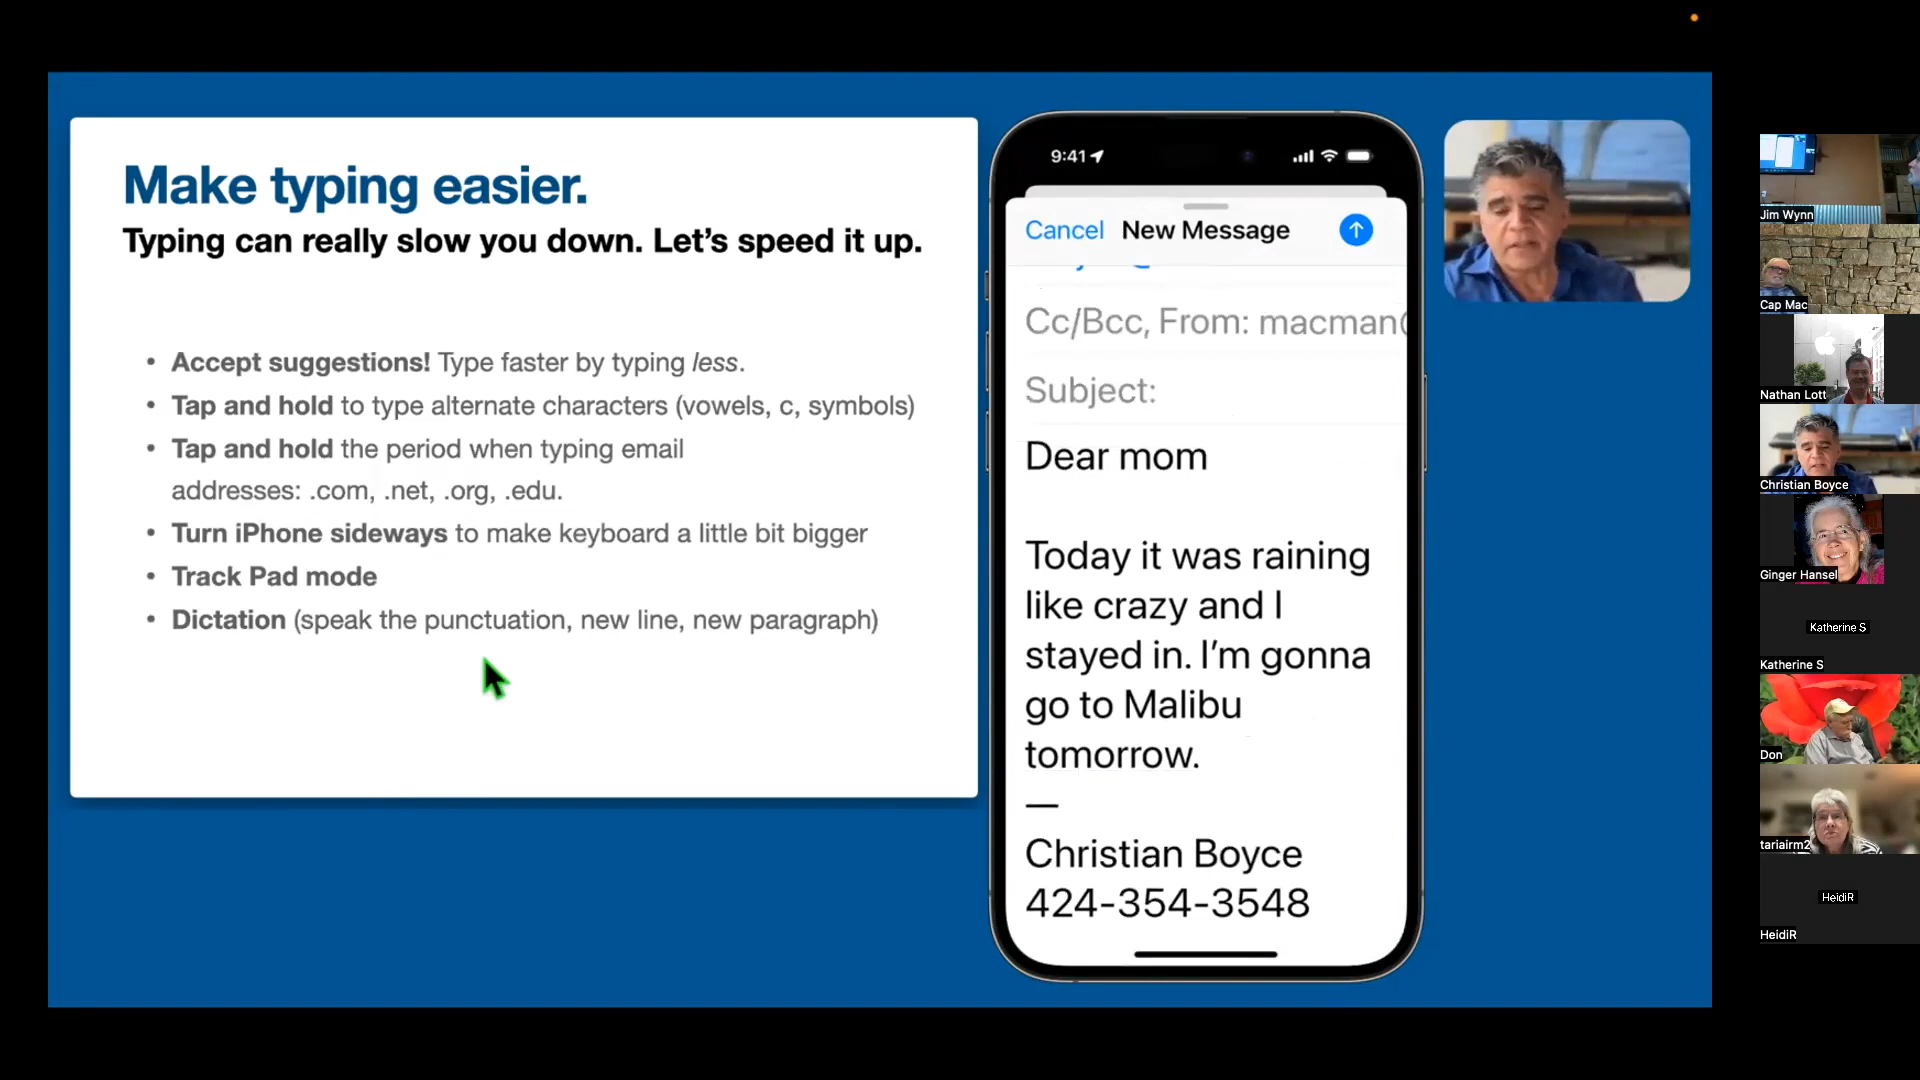 Make typing easier.
Typing can really slow you down. Let's speed it up.
• Accept suggestions! Type faster by typing less.
• Tap and hold to type alternate characters (vowels, c, symbols)
• Tap and hold the period when typing email
addresses: .com, .net, .org, .edu.
• Turn iPhone sideways to make keyboard a little bit bigger
• Track Pad mode
• Dictation (speak the punctuation, new line, new paragraph)
9:41
Cancel New Message
Cc/Bcc, From: macman@
Subject:
Dear mom
Today it was raining
like crazy and I
stayed in. I'm gonna
go to Malibu
tomorrow.
—
Christian Boyce
424-354-3548
Jim Wynn
Cap Mac
Nathan Lott
Christian Boyce
Ginger Hansel
Katherine S
Katherine S
Don
tariairm2
HeidiR
HeidiR